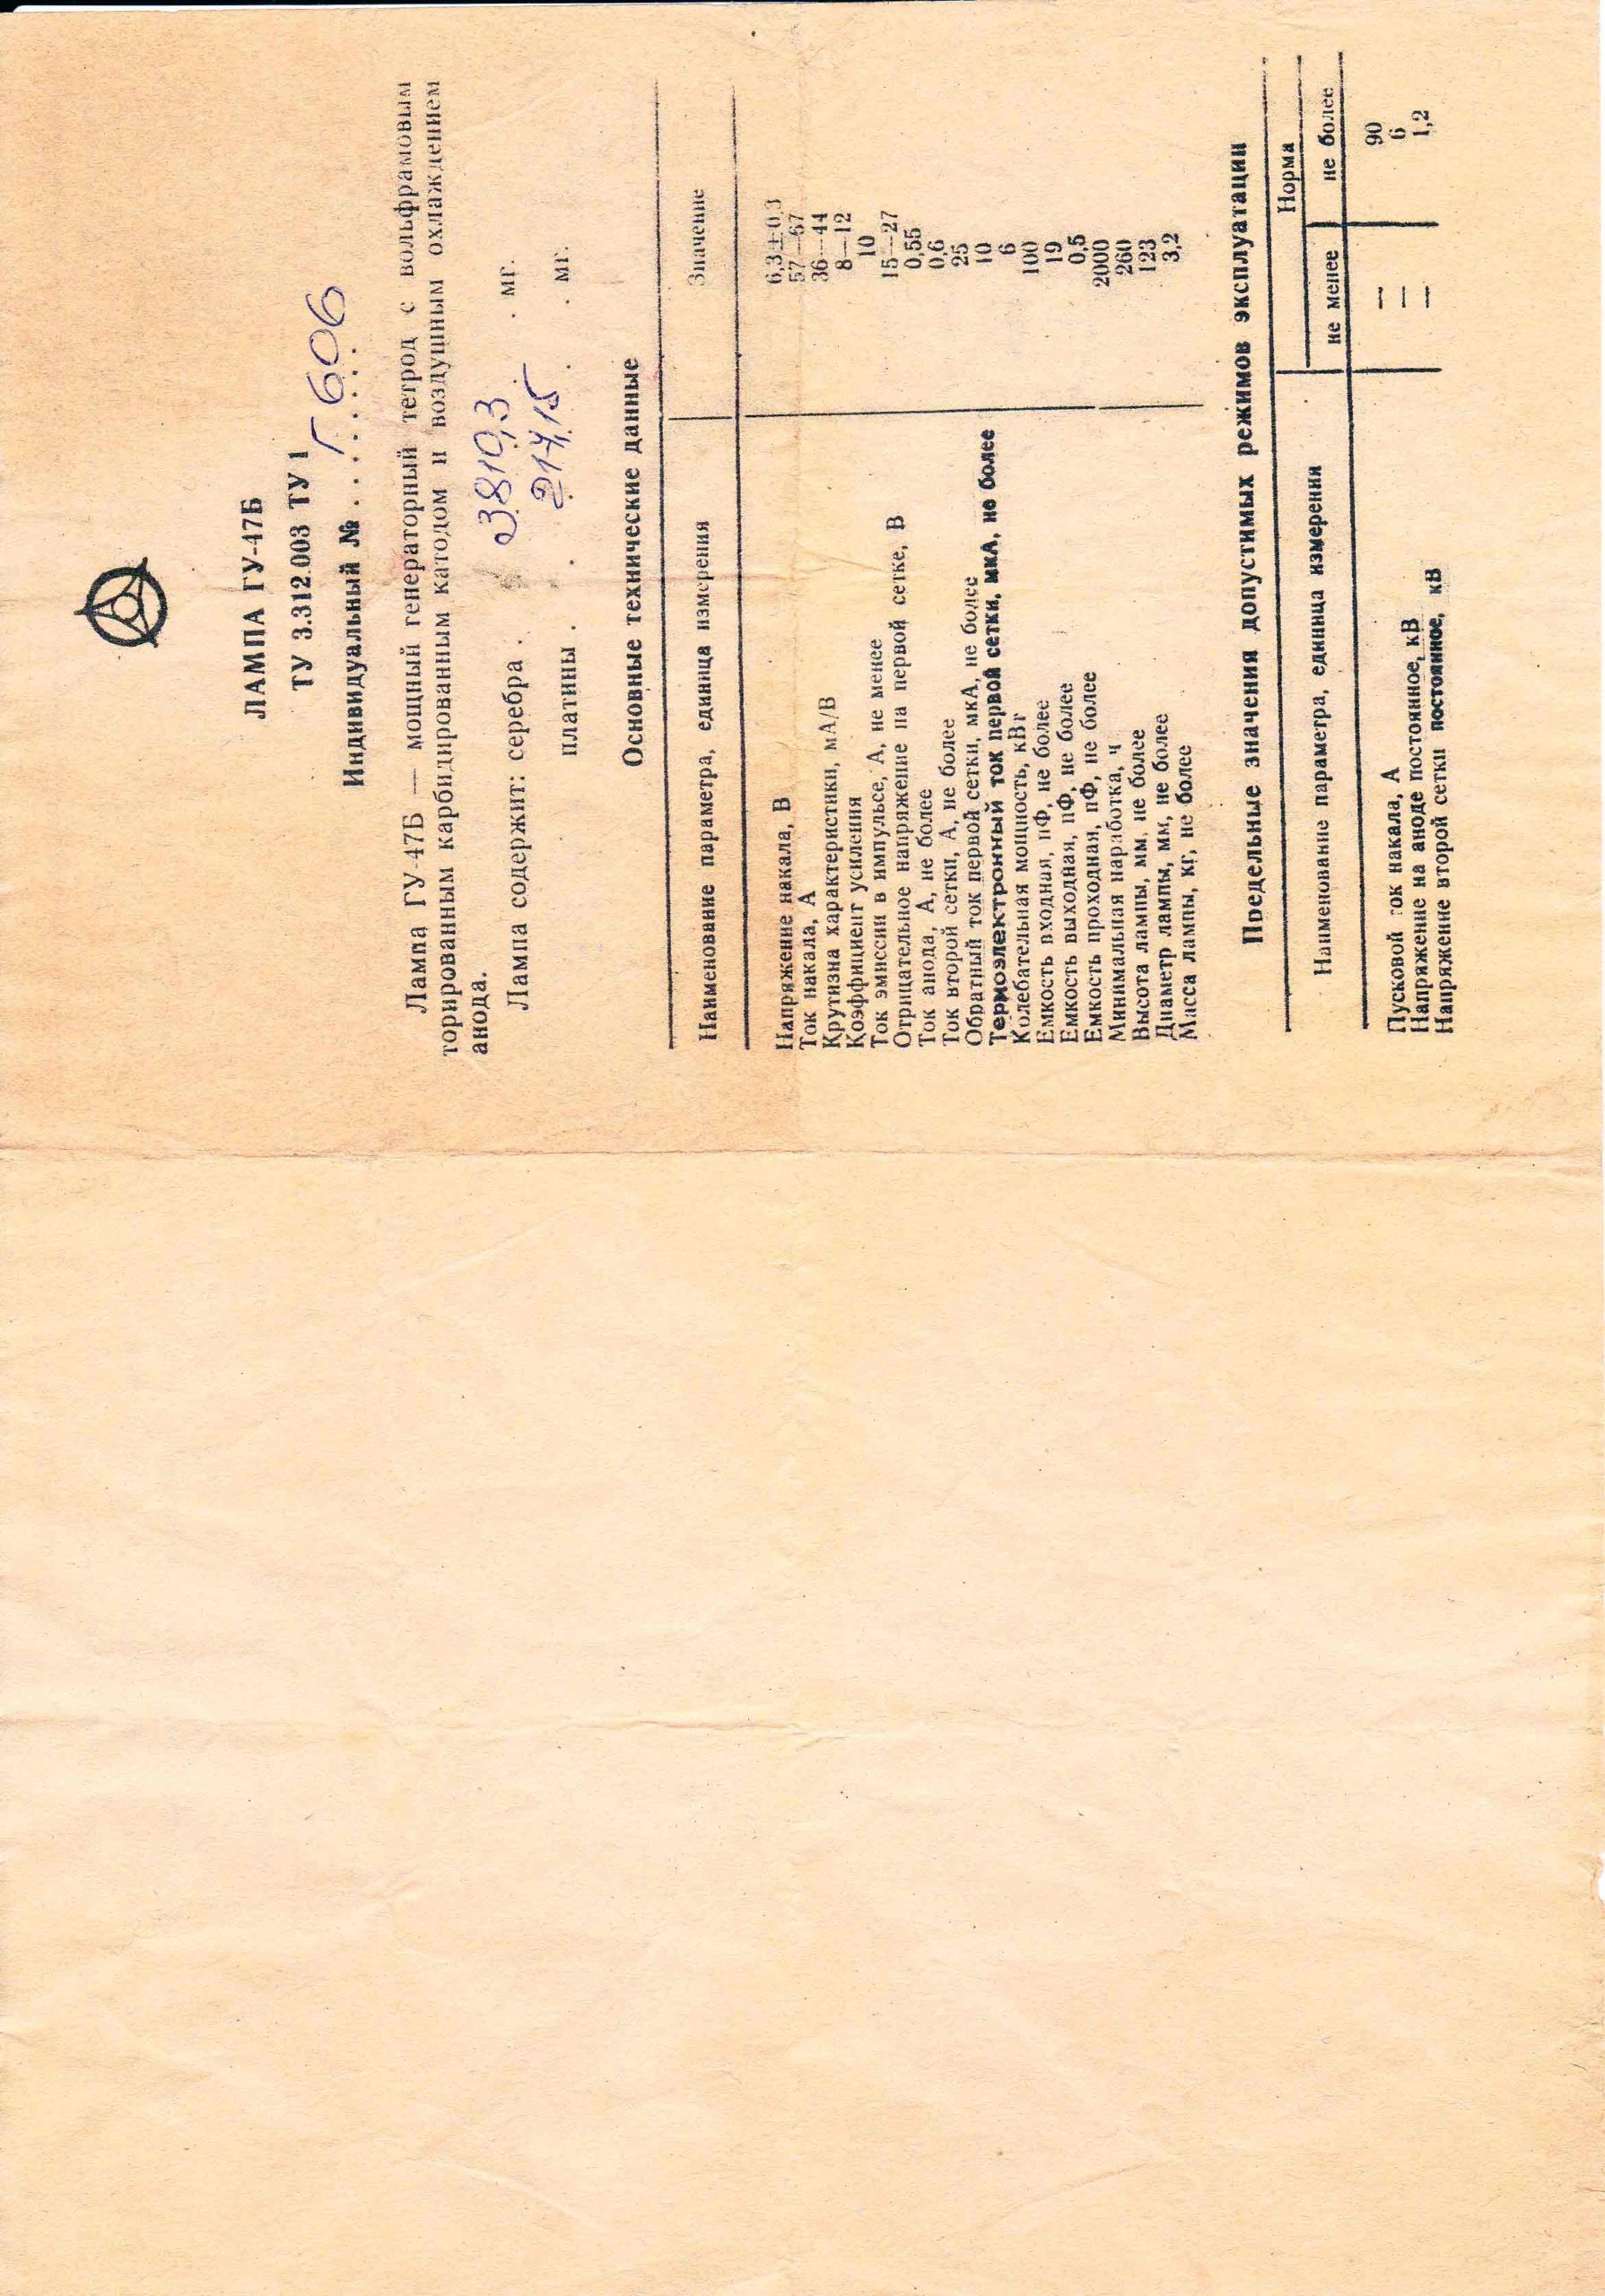 ЛАМПА ГУ-47Б
ТУ 3.312.003 ТУ 1
Индивидуальный № . . . Г 606
Лампа ГУ-47Б — мощный генераторный тетрод с вольфрамовым
торированным карбидированным катодом и воздушным охлаждением
анода.
Лампа содержит: серебра . 3810,3 . мг.
платины . . 217,15 . . мг.
Основные технические данные
Наименование параметра, единица измерения Значение
Напряжение накала, В 6,3±0,3
Ток накала, А 57—67
Крутизна характеристики, мА/В 36—44
Коэффициент усиления 8—12
Ток эмиссии в импульсе, А, не менее 10
Отрицательное напряжение на первой сетке, В 15—27
Ток анода, А, не более 0,55
Ток второй сетки, А, не более 0,6
Обратный ток первой сетки, мкА, не более 25
Термоэлектронный ток первой сетки, мкА, не более 10
Колебательная мощность, кВт 6
Емкость входная, пФ, не более 100
Емкость выходная, пФ, не более 19
Емкость проходная, пФ, не более 0,5
Минимальная наработка, ч 2000
Высота лампы, мм, не более 260
Диаметр лампы, мм, не более 123
Масса лампы, кг, не более 3,2
Предельные значения допустимых режимов эксплуатации
Наименование параметра, единица измерения Норма
не менее не более
Пусковой ток накала, А — 90
Напряжение на аноде постоянное, кВ — 6
Напряжение второй сетки постоянное, кВ — 1,2